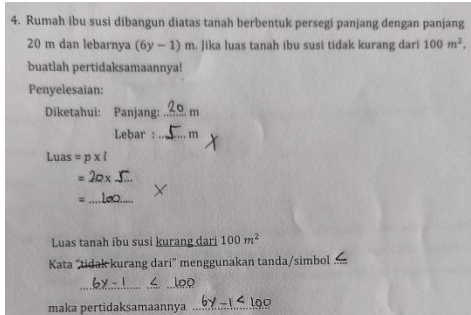 4. Rumah ibu susi dibangun diatas tanah berbentuk persegi panjang dengan panjang
20 m dan lebarnya (6y − 1) m. Jika luas tanah ibu susi tidak kurang dari 100 m²,
buatlah pertidaksamaannya!
Penyelesaian:
Diketahui: Panjang: 20 m
Lebar : 5 m X
Luas = p x l
= 20 x 5
= 100 X
Luas tanah ibu susi kurang dari 100 m²
Kata "tidak kurang dari" menggunakan tanda/simbol <
6y - 1 < 100
maka pertidaksamaannya 6y - 1 < 100